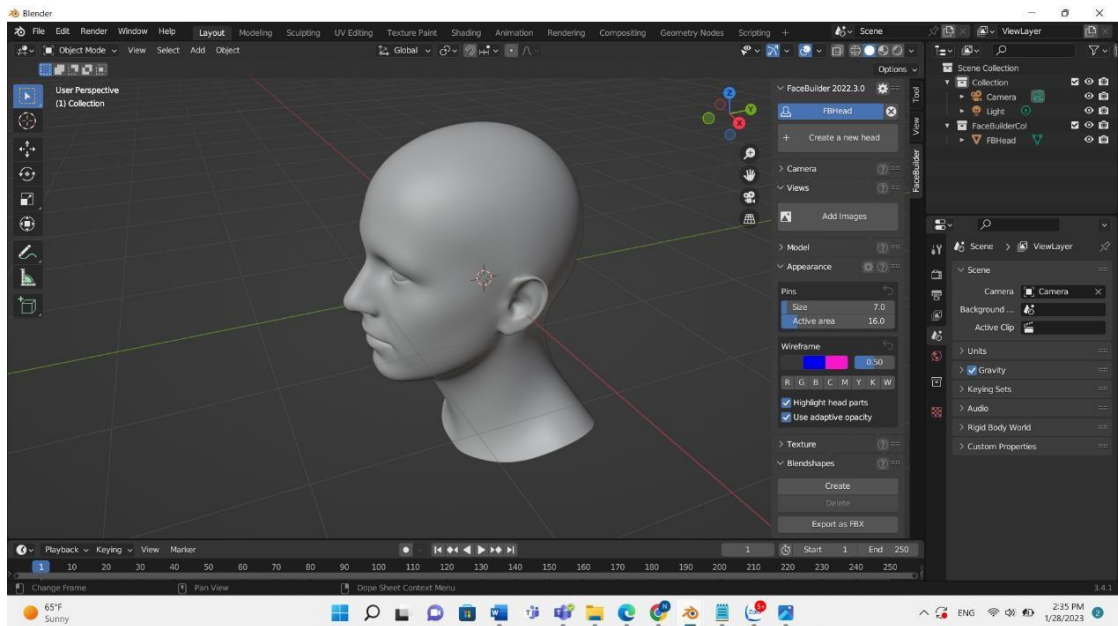 Blender
File Edit Render Window Help Layout Modeling Sculpting UV Editing Texture Paint Shading Animation Rendering Compositing Geometry Nodes Scripting + Scene ViewLayer
Object Mode View Select Add Object Global
Options
User Perspective
(1) Collection
Z
Y
X
FaceBuilder 2022.3.0
FBHead
Create a new head
Camera
Views
Add Images
Model
Appearance
Pins
Size 7.0
Active area 16.0
Wireframe
0.50
R G B C M Y K W
Highlight head parts
Use adaptive opacity
Texture
Blendshapes
Create
Delete
Export as FBX
Tool
View
FaceBuilder
Scene Collection
Collection
Camera
Light
FaceBuilderCol
FBHead
Scene > ViewLayer
Scene
Camera Camera
Background ...
Active Clip
Units
Gravity
Keying Sets
Audio
Rigid Body World
Custom Properties
Playback Keying View Marker 1 Start 1 End 250
1 10 20 30 40 50 60 70 80 90 100 110 120 130 140 150 160 170 180 190 200 210 220 230 240 250
Change Frame Pan View Dope Sheet Context Menu 3.4.1
65°F
Sunny
ENG
2:35 PM
1/28/2023
2